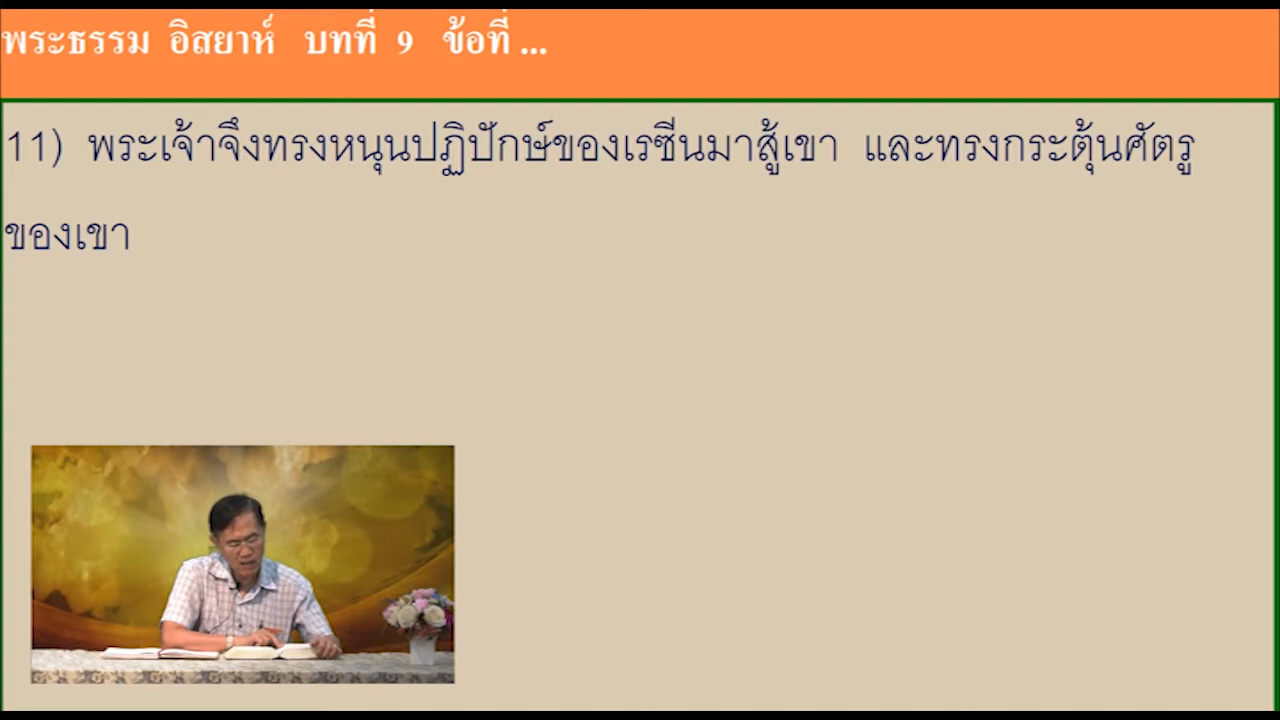 พระธรรม อิสยาห์ บทที่ 9 ข้อที่ ...
11) พระเจ้าจึงทรงหนุนปฏิปักษ์ของเรซีนมาสู้เขา และทรงกระตุ้นศัตรู
ของเขา